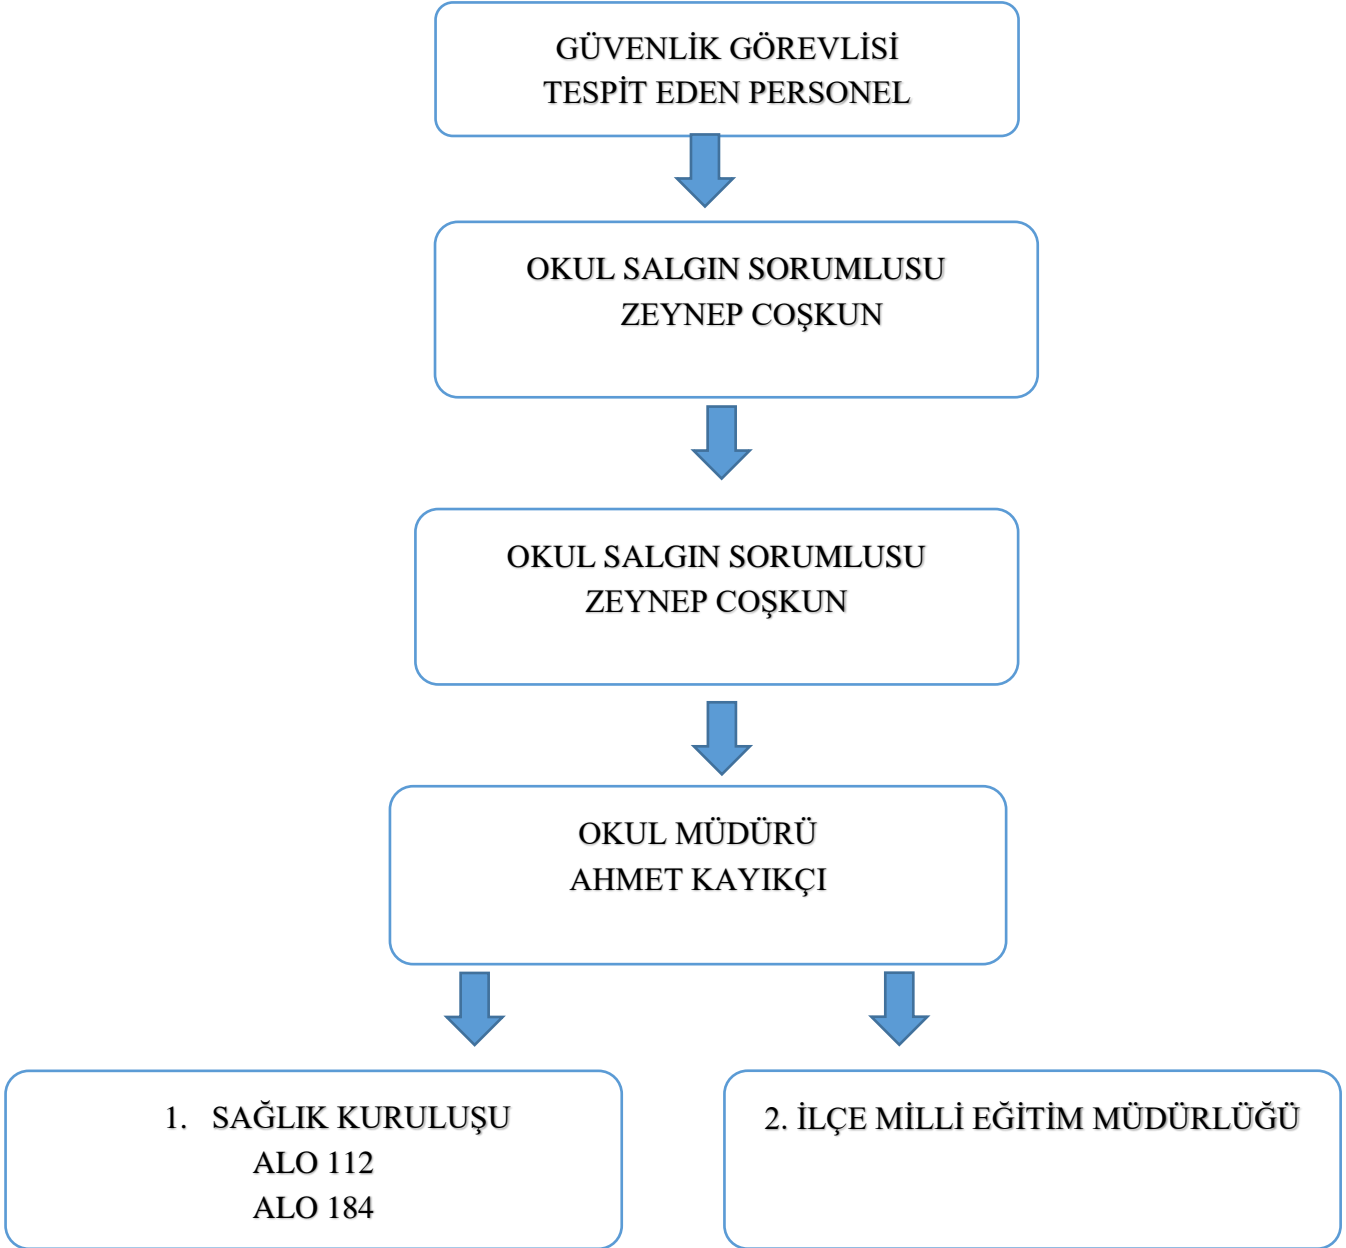 GÜVENLİK GÖREVLİSİ
TESPİT EDEN PERSONEL
OKUL SALGIN SORUMLUSU
ZEYNEP COŞKUN
OKUL SALGIN SORUMLUSU
ZEYNEP COŞKUN
OKUL MÜDÜRÜ
AHMET KAYIKÇI
1. SAĞLIK KURULUŞU
ALO 112
ALO 184
2. İLÇE MİLLİ EĞİTİM MÜDÜRLÜĞÜ